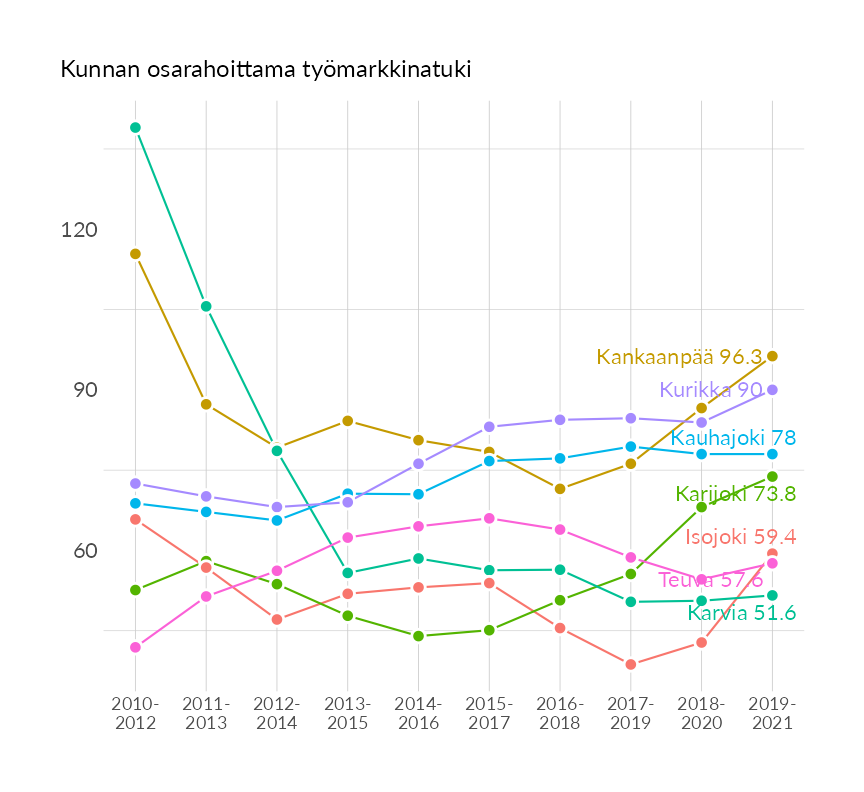 Kunnan osarahoittama työmarkkinatuki
120
90
60
Kankaanpää 96.3
Kurikka 90
Kauhajoki 78
Karijoki 73.8
Isojoki 59.4
Teuva 57.6
Karvia 51.6
2010-
2012
2011-
2013
2012-
2014
2013-
2015
2014-
2016
2015-
2017
2016-
2018
2017-
2019
2018-
2020
2019-
2021